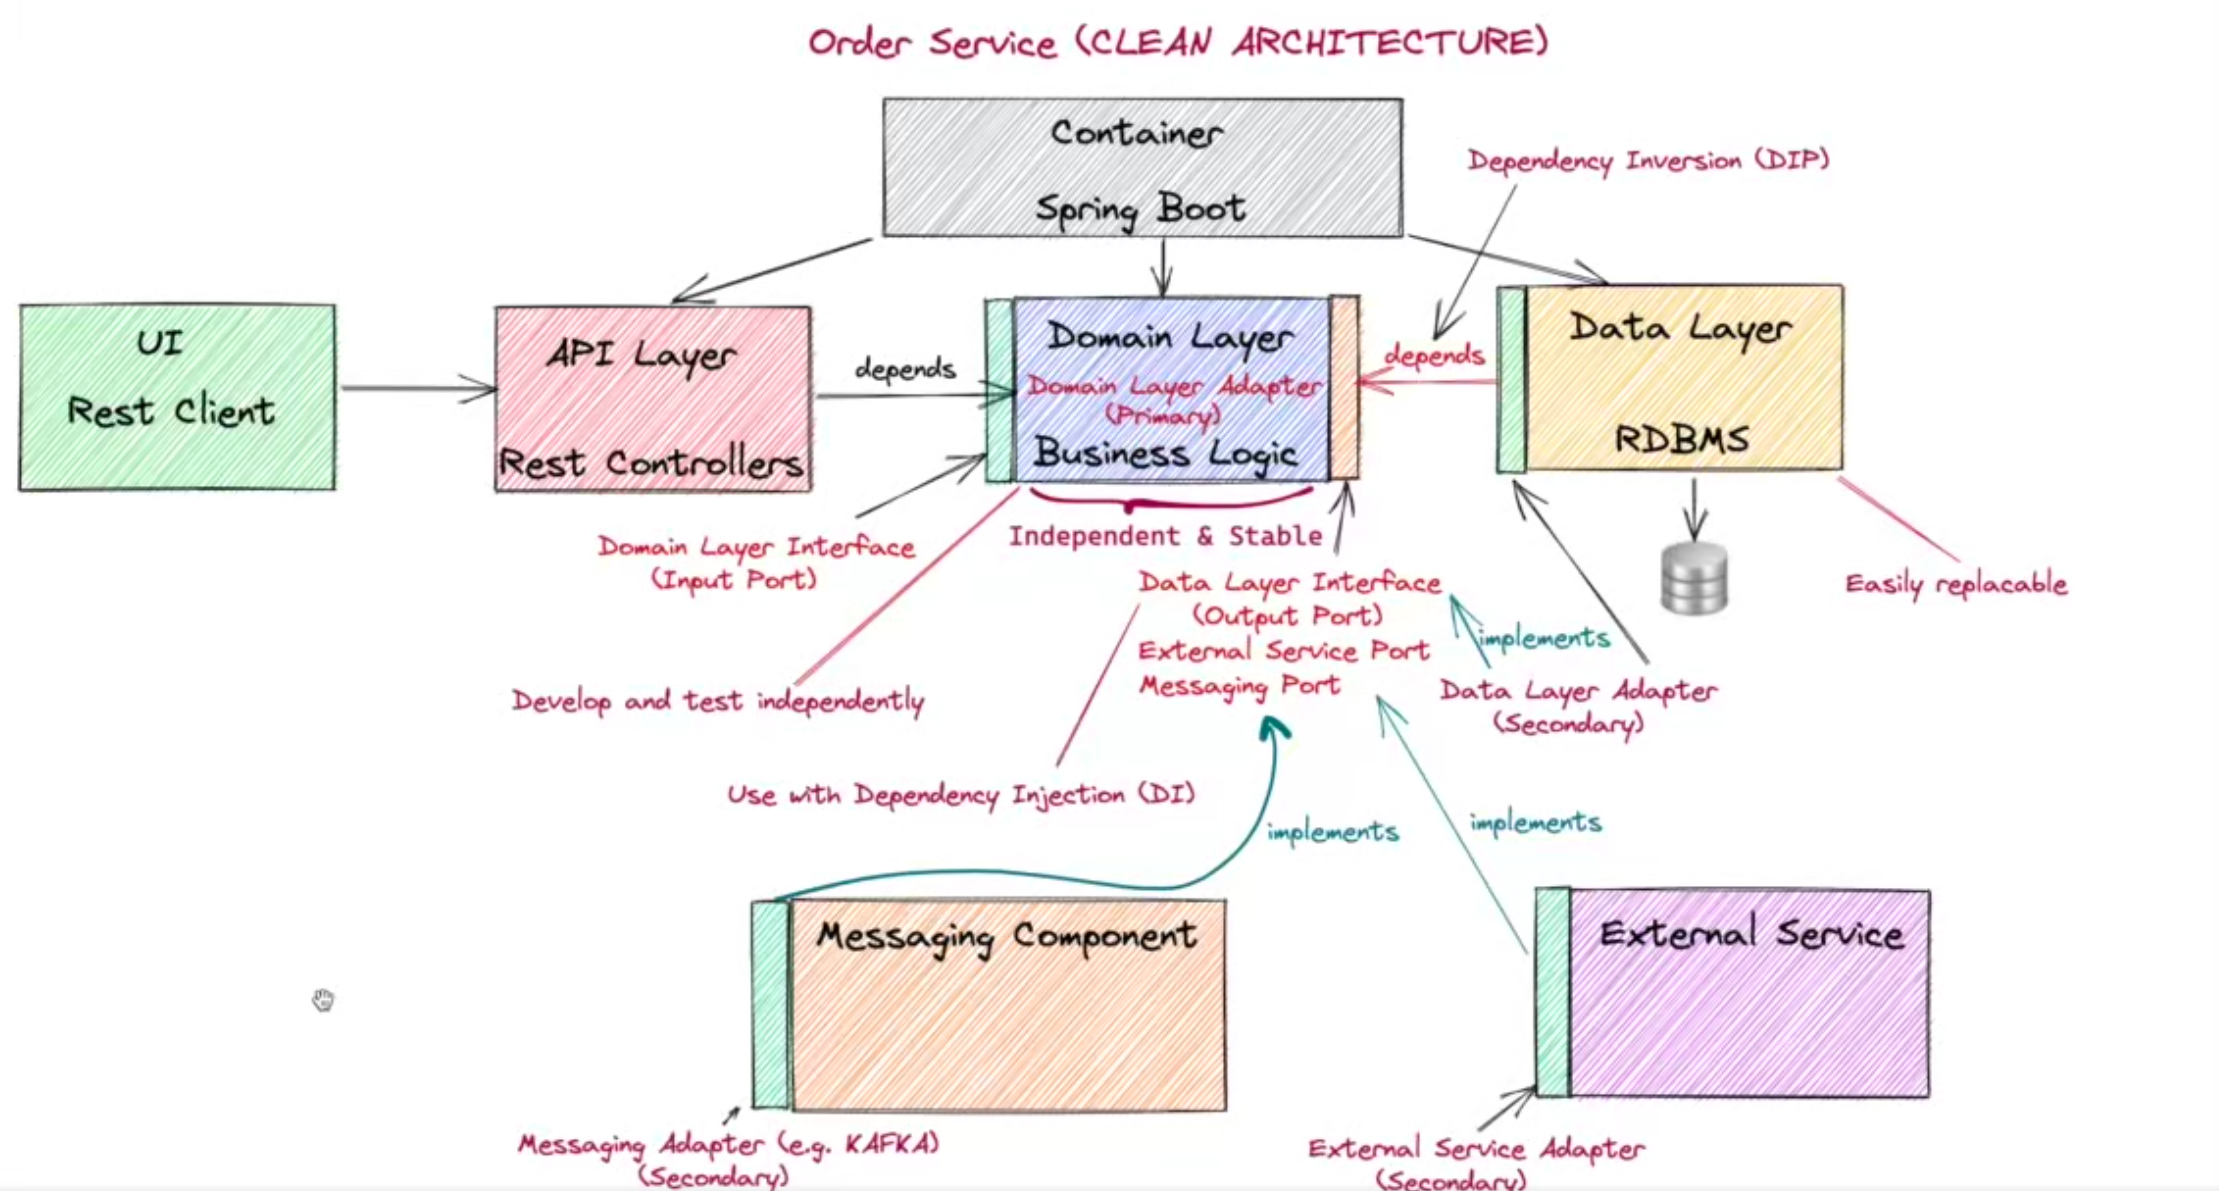 Order Service (CLEAN ARCHITECTURE)
Container
Spring Boot
Dependency Inversion (DIP)
UI
Rest Client
API Layer
Rest Controllers
depends
Domain Layer
Domain Layer Adapter
(Primary)
Business Logic
depends
Data Layer
RDBMS
Domain Layer Interface
(Input Port)
Independent & Stable
Data Layer Interface
(Output Port)
External Service Port
Messaging Port
Easily replacable
implements
Data Layer Adapter
(Secondary)
Develop and test independently
Use with Dependency Injection (DI)
implements
implements
Messaging Component
External Service
Messaging Adapter (e.g. KAFKA)
(Secondary)
External Service Adapter
(Secondary)